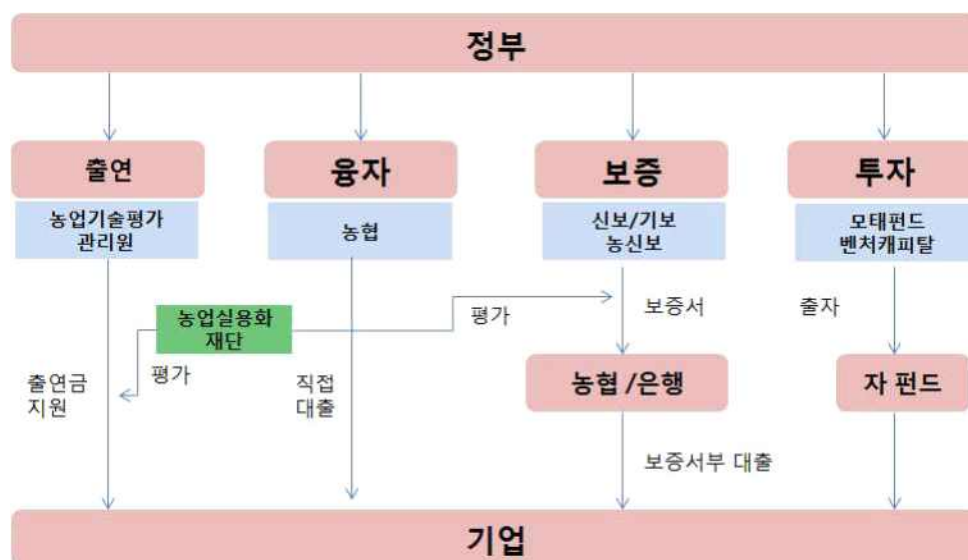 정부
출연
융자
보증
투자
농업기술평가
관리원
농협
신보/기보
농신보
모태펀드
벤처캐피탈
농업실용화
재단
평가
평가
보증서
출자
출연금
지원
직접
대출
농협 /은행
자 펀드
보증서부 대출
기업